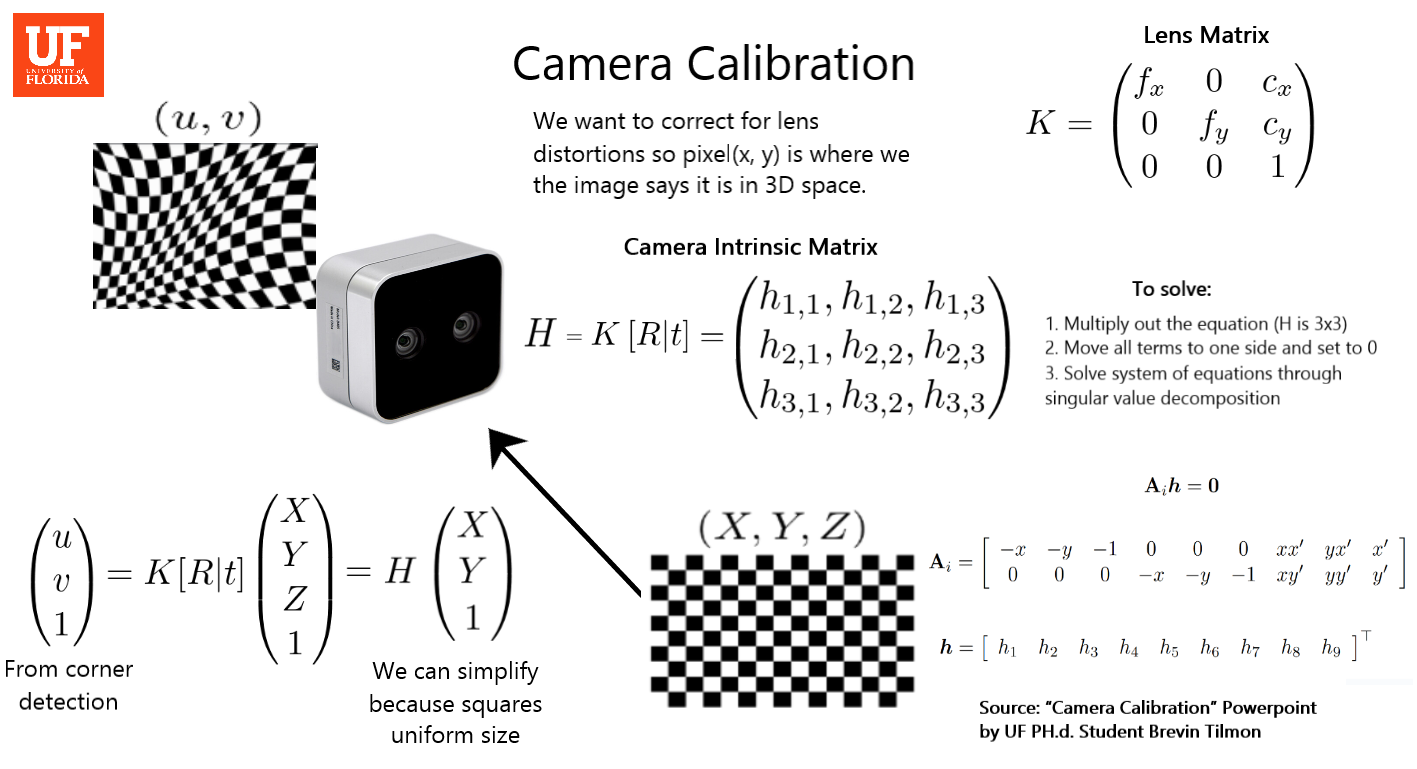 UF
UNIVERSITY of
FLORIDA
Camera Calibration
We want to correct for lens
distortions so pixel(x, y) is where we
the image says it is in 3D space.
Lens Matrix
K = ( f_x 0 c_x
0 f_y c_y
0 0 1 )
(u, v)
Camera Intrinsic Matrix
H = K [R|t] = ( h_{1,1}, h_{1,2}, h_{1,3}
h_{2,1}, h_{2,2}, h_{2,3}
h_{3,1}, h_{3,2}, h_{3,3} )
To solve:
1. Multiply out the equation (H is 3x3)
2. Move all terms to one side and set to 0
3. Solve system of equations through
singular value decomposition
( u v 1 ) = K[R|t] ( X Y Z 1 ) = H ( X Y 1 )
From corner
detection
We can simplify
because squares
uniform size
(X, Y, Z)
A_i h = 0
A_i = [ −x −y −1 0 0 0 xx′ yx′ x′
0 0 0 −x −y −1 xy′ yy′ y′ ]
h = [ h_1 h_2 h_3 h_4 h_5 h_6 h_7 h_8 h_9 ]^⊤
Source: “Camera Calibration” Powerpoint
by UF PH.d. Student Brevin Tilmon